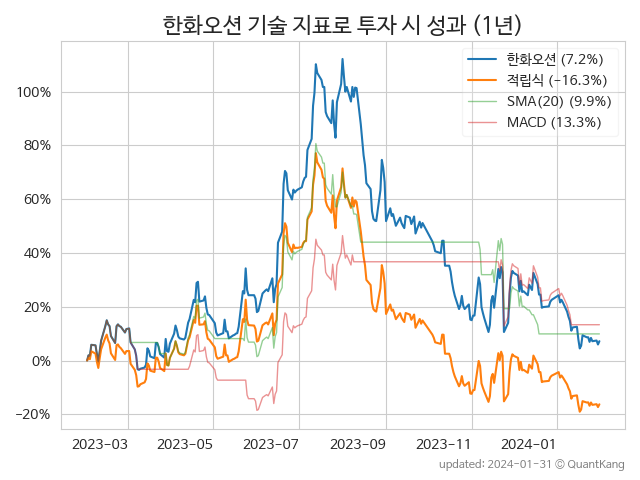 한화오션 기술 지표로 투자 시 성과 (1년)
한화오션 (7.2%)
적립식 (−16.3%)
SMA(20) (9.9%)
MACD (13.3%)
100%
80%
60%
40%
20%
0%
−20%
2023-03 2023-05 2023-07 2023-09 2023-11 2024-01
updated: 2024-01-31 © QuantKang